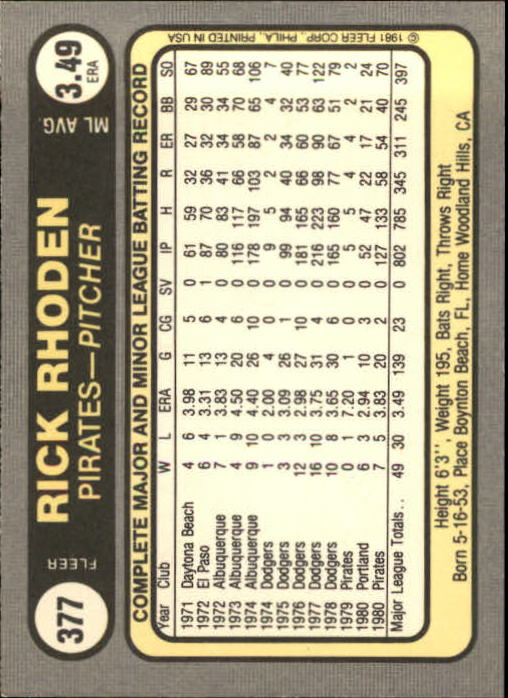 377
FLEER
RICK RHODEN
PIRATES—PITCHER
ML AVG.
3.49
ERA
COMPLETE MAJOR AND MINOR LEAGUE BATTING RECORD
Year Club W L ERA G CG SV IP H R ER BB SO
1971 Daytona Beach 4 6 3.98 11 5 0 61 59 32 27 29 67
1972 El Paso 6 4 3.31 13 6 1 87 70 36 32 30 89
1972 Albuquerque 7 1 3.83 13 4 0 80 83 41 34 34 55
1973 Albuquerque 4 9 4.50 20 6 0 116 117 66 58 70 68
1974 Albuquerque 9 10 4.40 26 10 0 178 197 103 87 65 106
1974 Dodgers 1 0 2.00 4 0 0 9 5 2 2 4 7
1975 Dodgers 3 3 3.09 26 1 0 99 94 40 34 32 40
1976 Dodgers 12 3 2.98 27 10 0 181 165 66 60 53 77
1977 Dodgers 16 10 3.75 31 4 0 216 223 98 90 63 122
1978 Dodgers 10 8 3.65 30 6 0 165 160 77 67 51 79
1979 Pirates 0 1 7.20 1 0 0 5 5 4 4 2 2
1980 Portland 6 3 2.94 10 3 0 52 47 22 17 21 24
1980 Pirates 7 5 3.83 20 2 0 127 133 58 54 40 70
Major League Totals.. 49 30 3.49 139 23 0 802 785 345 311 245 397
Height 6'3'', Weight 195, Bats Right, Throws Right
Born 5-16-53, Place Boynton Beach, FL, Home Woodland Hills, CA
© 1981 FLEER CORP., PHILA., PRINTED IN USA